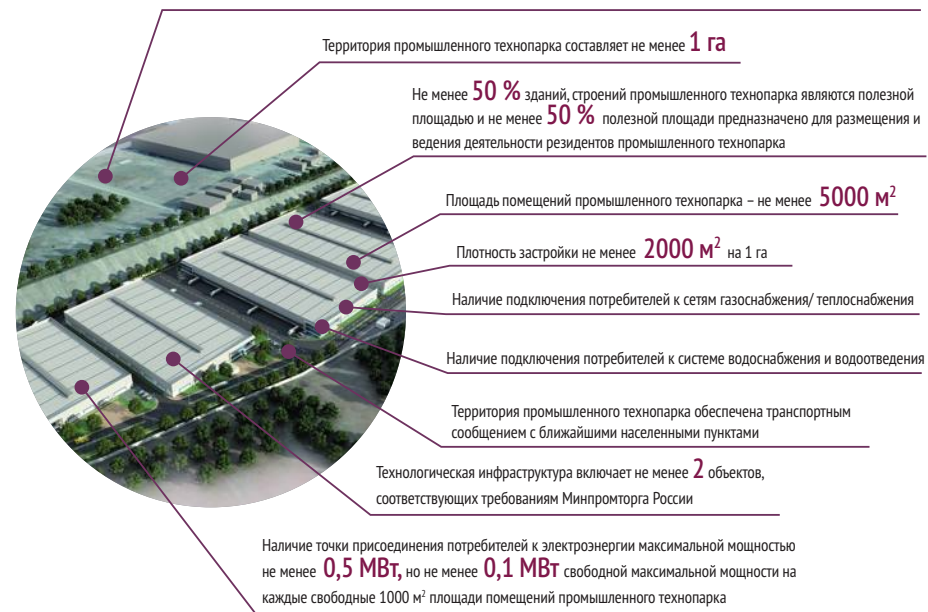 Территория промышленного технопарка составляет не менее 1 га
Не менее 50 % зданий, строений промышленного технопарка являются полезной
площадью и не менее 50 % полезной площади предназначено для размещения и
ведения деятельности резидентов промышленного технопарка
Площадь помещений промышленного технопарка – не менее 5000 м²
Плотность застройки не менее 2000 м² на 1 га
Наличие подключения потребителей к сетям газоснабжения/ теплоснабжения
Наличие подключения потребителей к системе водоснабжения и водоотведения
Территория промышленного технопарка обеспечена транспортным
сообщением с ближайшими населенными пунктами
Технологическая инфраструктура включает не менее 2 объектов,
соответствующих требованиям Минпромторга России
Наличие точки присоединения потребителей к электроэнергии максимальной мощностью
не менее 0,5 МВт, но не менее 0,1 МВт свободной максимальной мощности на
каждые свободные 1000 м² площади помещений промышленного технопарка